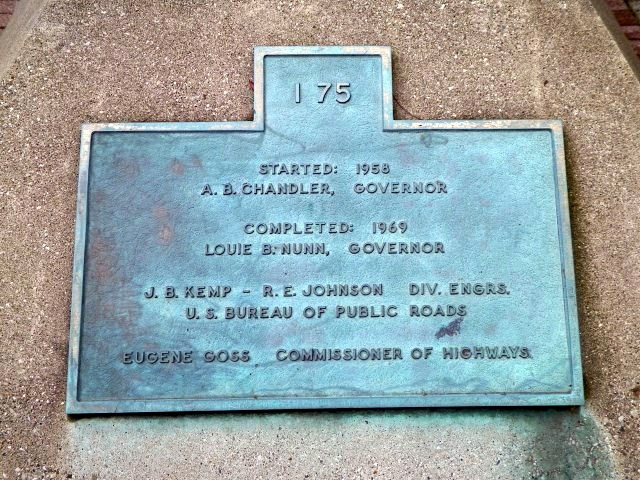 I 75
STARTED: 1958
A. B. CHANDLER, GOVERNOR
COMPLETED: 1969
LOUIE B. NUNN, GOVERNOR
J. B. KEMP - R. E. JOHNSON DIV. ENGRS.
U. S. BUREAU OF PUBLIC ROADS
EUGENE GOSS COMMISSIONER OF HIGHWAYS